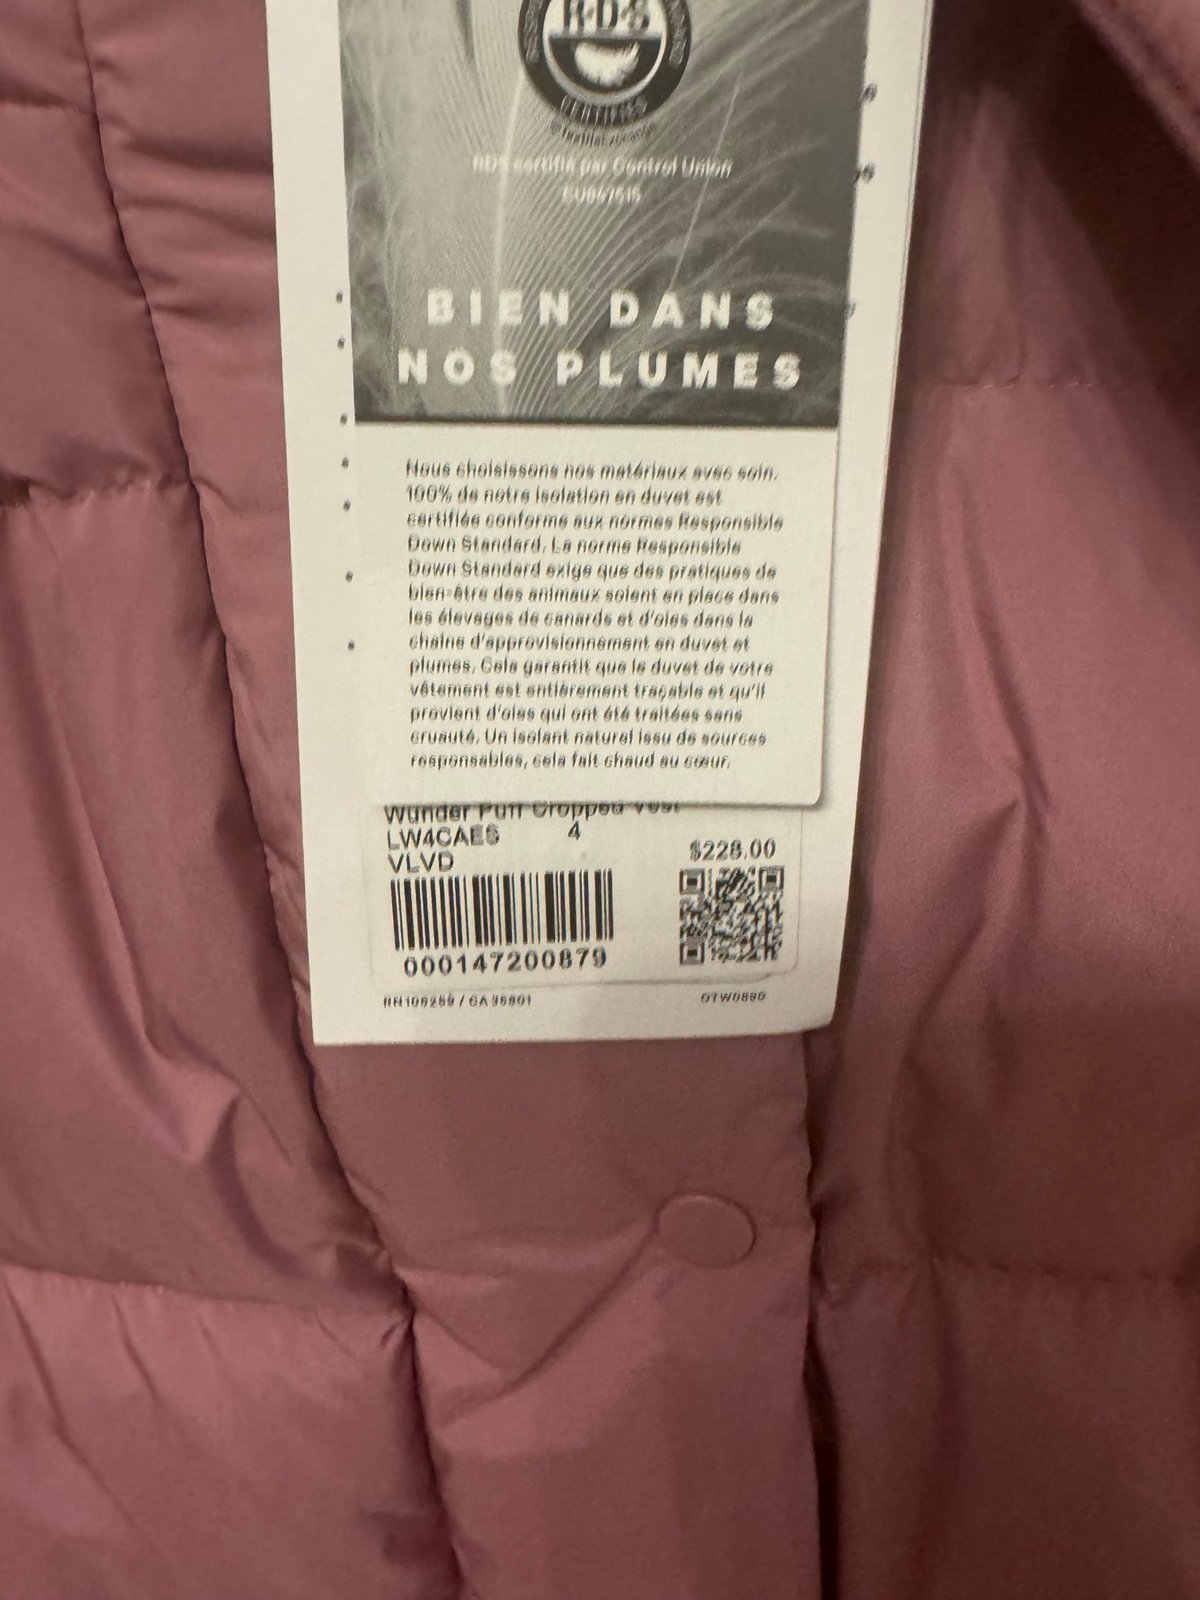 R·D·S
CERTIFIED
RDS certifié par Control Union
CU847515
BIEN DANS
NOS PLUMES
Nous choisissons nos matériaux avec soin.
100% de notre isolation en duvet est
certifiée conforme aux normes Responsible
Down Standard. La norme Responsible
Down Standard exige que des pratiques de
bien-être des animaux soient en place dans
les élevages de canards et d'oies dans la
chaîne d'approvisionnement en duvet et
plumes. Cela garantit que le duvet de votre
vêtement est entièrement traçable et qu'il
provient d'oies qui ont été traitées sans
cruauté. Un isolant naturel issu de sources
responsables, cela fait chaud au cœur.
Wunder Puff Cropped Vest
LW4CAES 4
VLVD
$228.00
000147200879
RN106259 / CA 35801